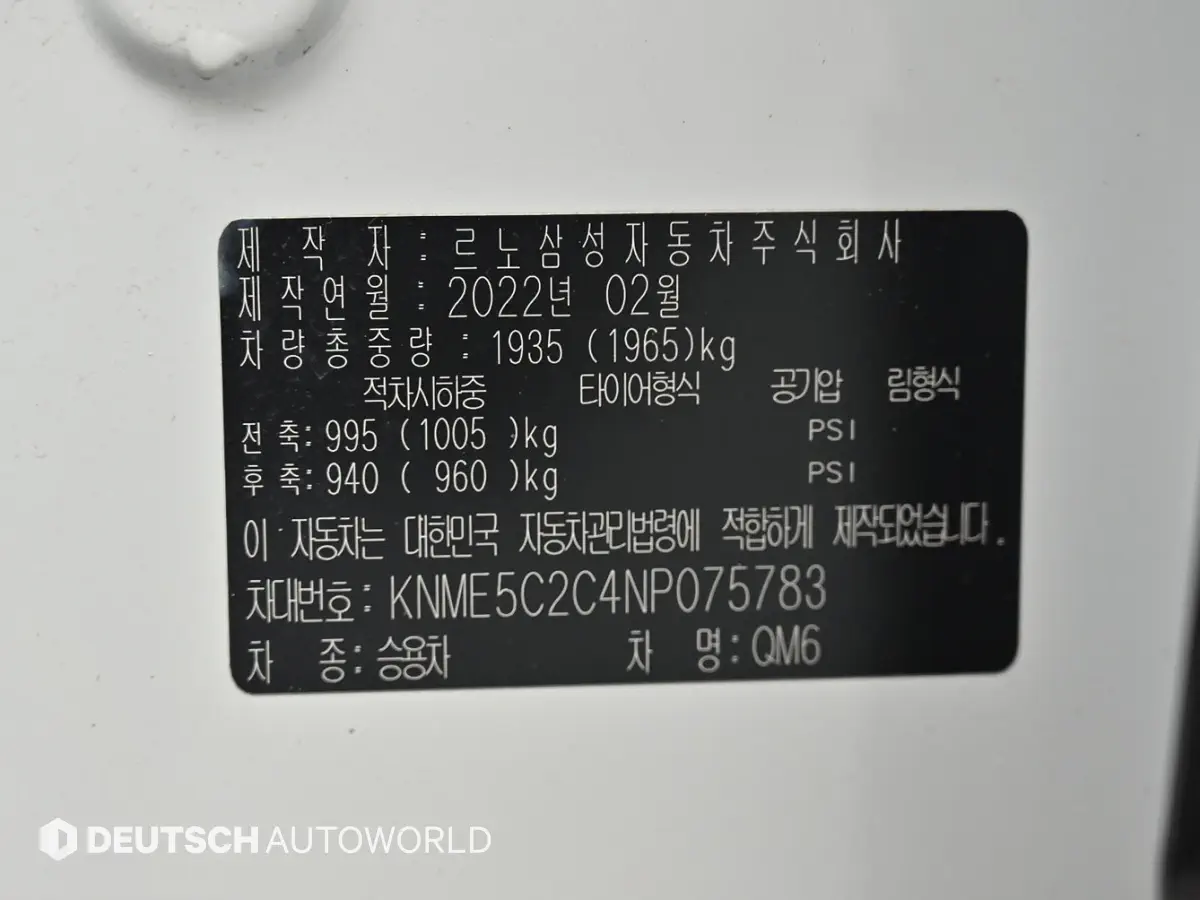 제 작 자 : 르노삼성자동차주식회사
제작연월 : 2022년 02월
차량총중량 : 1935 (1965)kg
적차시하중 타이어형식 공기압 림형식
전 축: 995 (1005 )kg PSI
후 축: 940 ( 960 )kg PSI
이 자동차는 대한민국 자동차관리법령에 적합하게 제작되었습니다.
차대번호: KNME5C2C4NP075783
차 종: 승용차 차 명: QM6
DEUTSCH AUTOWORLD